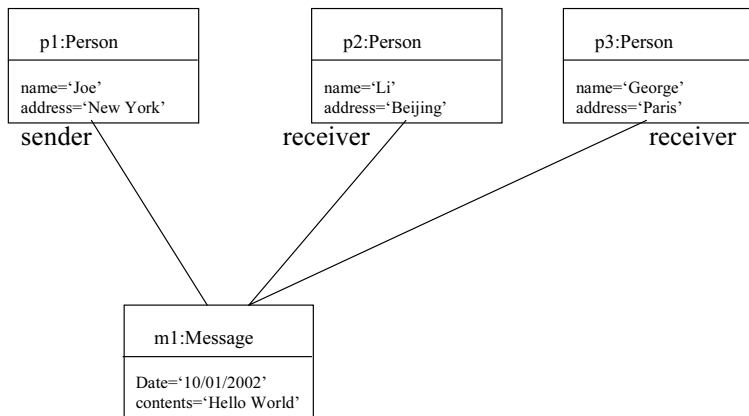 p1:Person
name=‘Joe’
address=‘New York’
sender
p2:Person
name=‘Li’
address=‘Beijing’
receiver
p3:Person
name=‘George’
address=‘Paris’
receiver
m1:Message
Date=‘10/01/2002’
contents=‘Hello World’